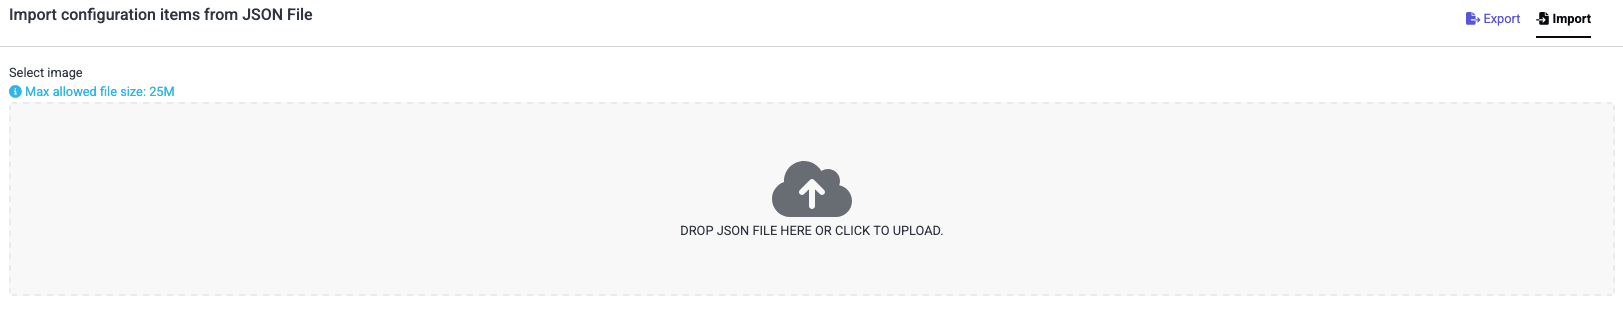 Import configuration items from JSON File
Export
Import
Select image
Max allowed file size: 25M
DROP JSON FILE HERE OR CLICK TO UPLOAD.